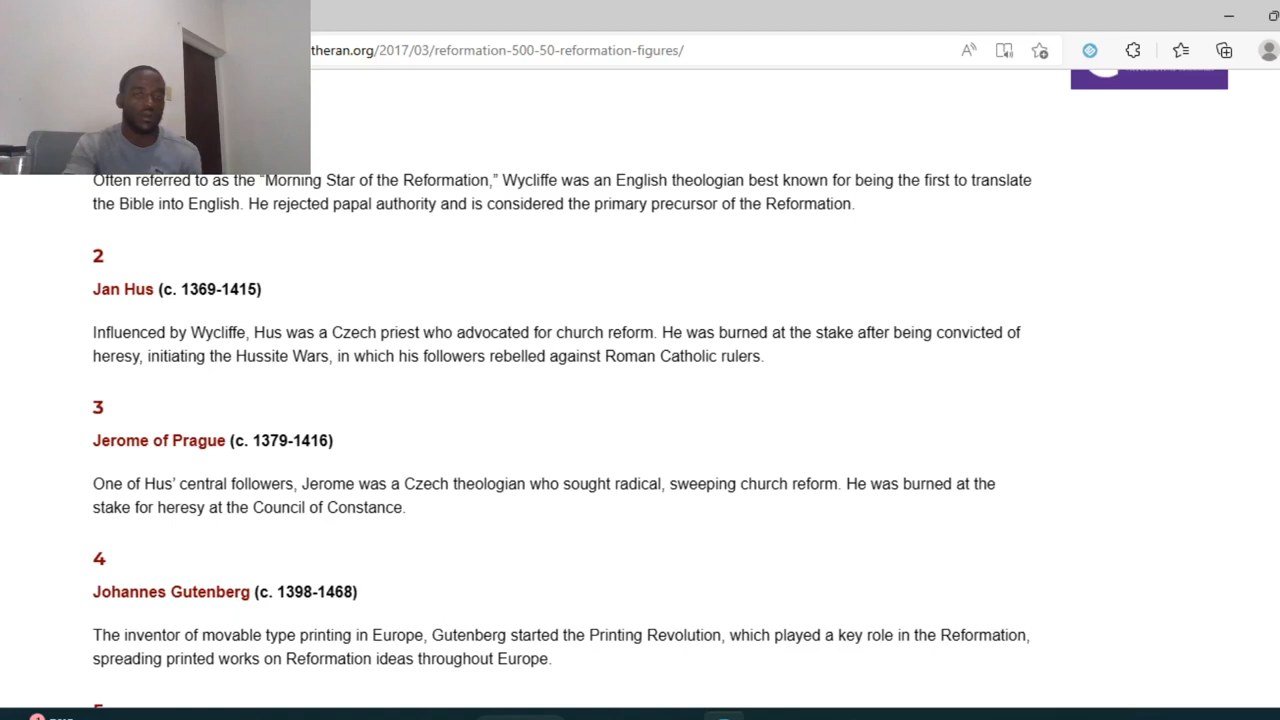 theran.org/2017/03/reformation-500-50-reformation-figures/
Often referred to as the “Morning Star of the Reformation,” Wycliffe was an English theologian best known for being the first to translate
the Bible into English. He rejected papal authority and is considered the primary precursor of the Reformation.
2
Jan Hus (c. 1369-1415)
Influenced by Wycliffe, Hus was a Czech priest who advocated for church reform. He was burned at the stake after being convicted of
heresy, initiating the Hussite Wars, in which his followers rebelled against Roman Catholic rulers.
3
Jerome of Prague (c. 1379-1416)
One of Hus’ central followers, Jerome was a Czech theologian who sought radical, sweeping church reform. He was burned at the
stake for heresy at the Council of Constance.
4
Johannes Gutenberg (c. 1398-1468)
The inventor of movable type printing in Europe, Gutenberg started the Printing Revolution, which played a key role in the Reformation,
spreading printed works on Reformation ideas throughout Europe.